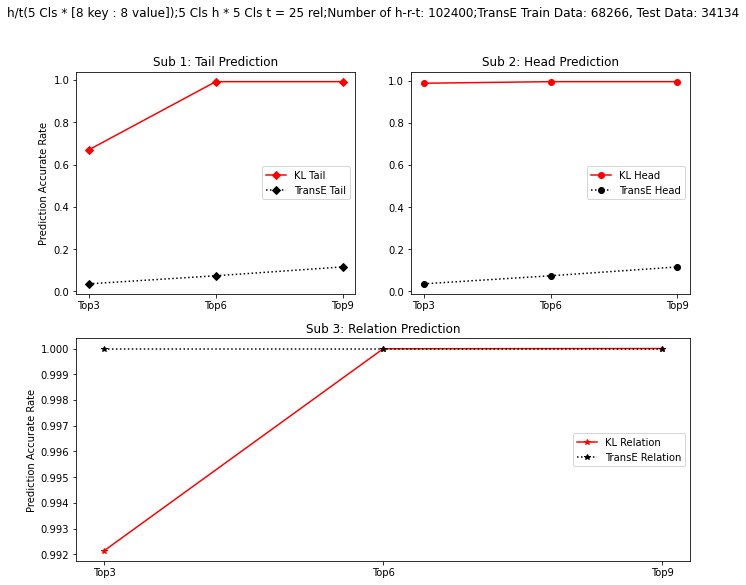 h/t(5 Cls * [8 key : 8 value]);5 Cls h * 5 Cls t = 25 rel;Number of h-r-t: 102400;TransE Train Data: 68266, Test Data: 34134
Sub 1: Tail Prediction
Prediction Accurate Rate
1.0
0.8
0.6
0.4
0.2
0.0
Top3
Top6
Top9
KL Tail
TransE Tail
Sub 2: Head Prediction
1.0
0.8
0.6
0.4
0.2
0.0
Top3
Top6
Top9
KL Head
TransE Head
Sub 3: Relation Prediction
Prediction Accurate Rate
1.000
0.999
0.998
0.997
0.996
0.995
0.994
0.993
0.992
Top3
Top6
Top9
KL Relation
TransE Relation